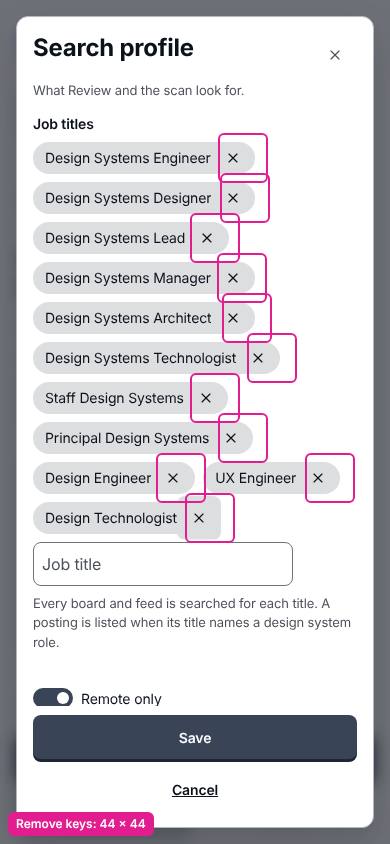 Search profile
What Review and the scan look for.
Job titles
Design Systems Engineer
Design Systems Designer
Design Systems Lead
Design Systems Manager
Design Systems Architect
Design Systems Technologist
Staff Design Systems
Principal Design Systems
Design Engineer
UX Engineer
Design Technologist
Job title
Every board and feed is searched for each title. A
posting is listed when its title names a design system
role.
Remote only
Save
Cancel
Remove keys: 44 × 44